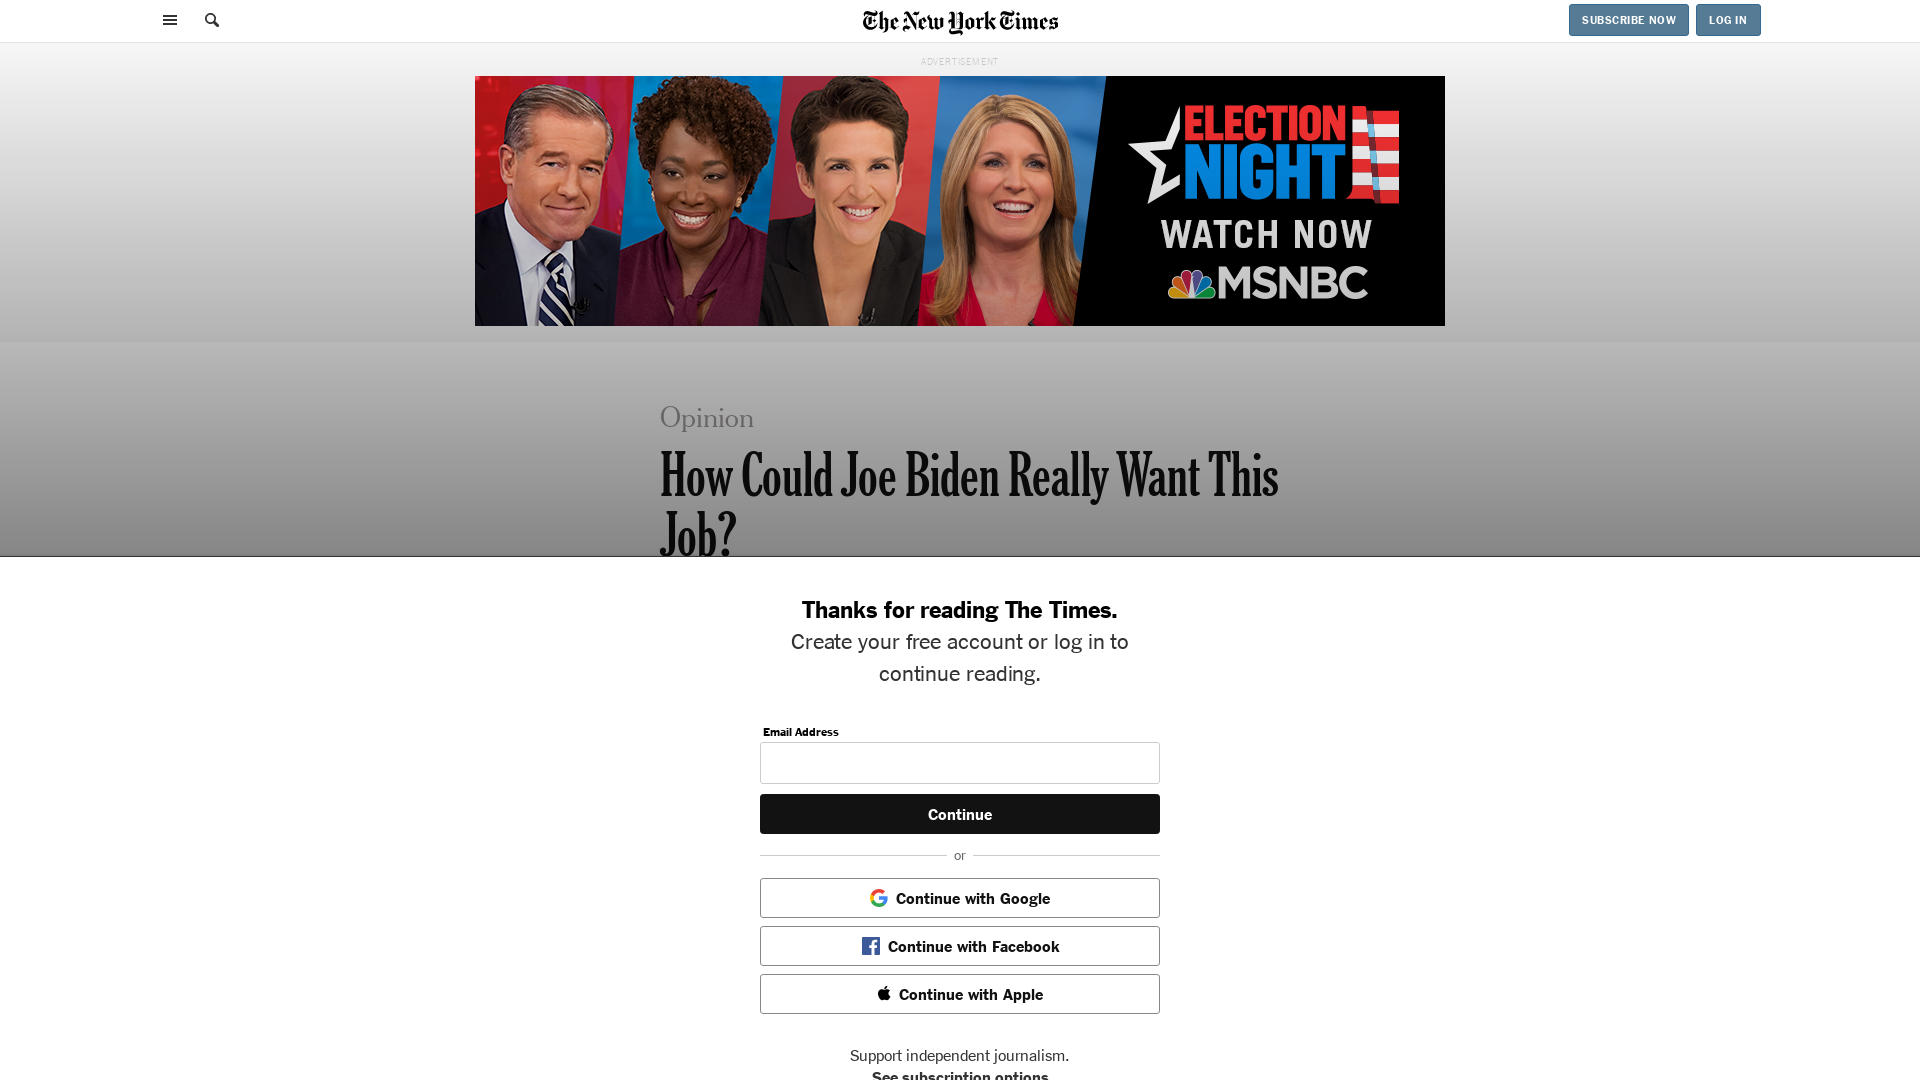 The New York Times
SUBSCRIBE NOW
LOG IN
ADVERTISEMENT
ELECTION
NIGHT
WATCH NOW
MSNBC
Opinion
How Could Joe Biden Really Want This
Job?
Thanks for reading The Times.
Create your free account or log in to
continue reading.
Email Address
Continue
or
Continue with Google
Continue with Facebook
Continue with Apple
Support independent journalism.
See subscription options